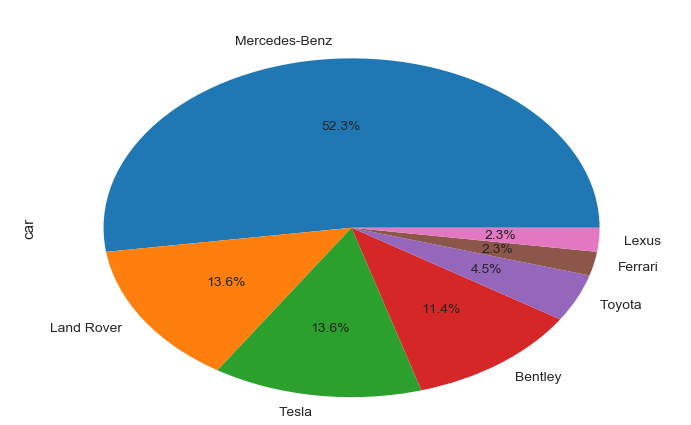 Mercedes-Benz
52.3%
car
2.3%
Lexus
2.3%
Ferrari
4.5%
13.6%
Toyota
11.4%
Land Rover
13.6%
Bentley
Tesla